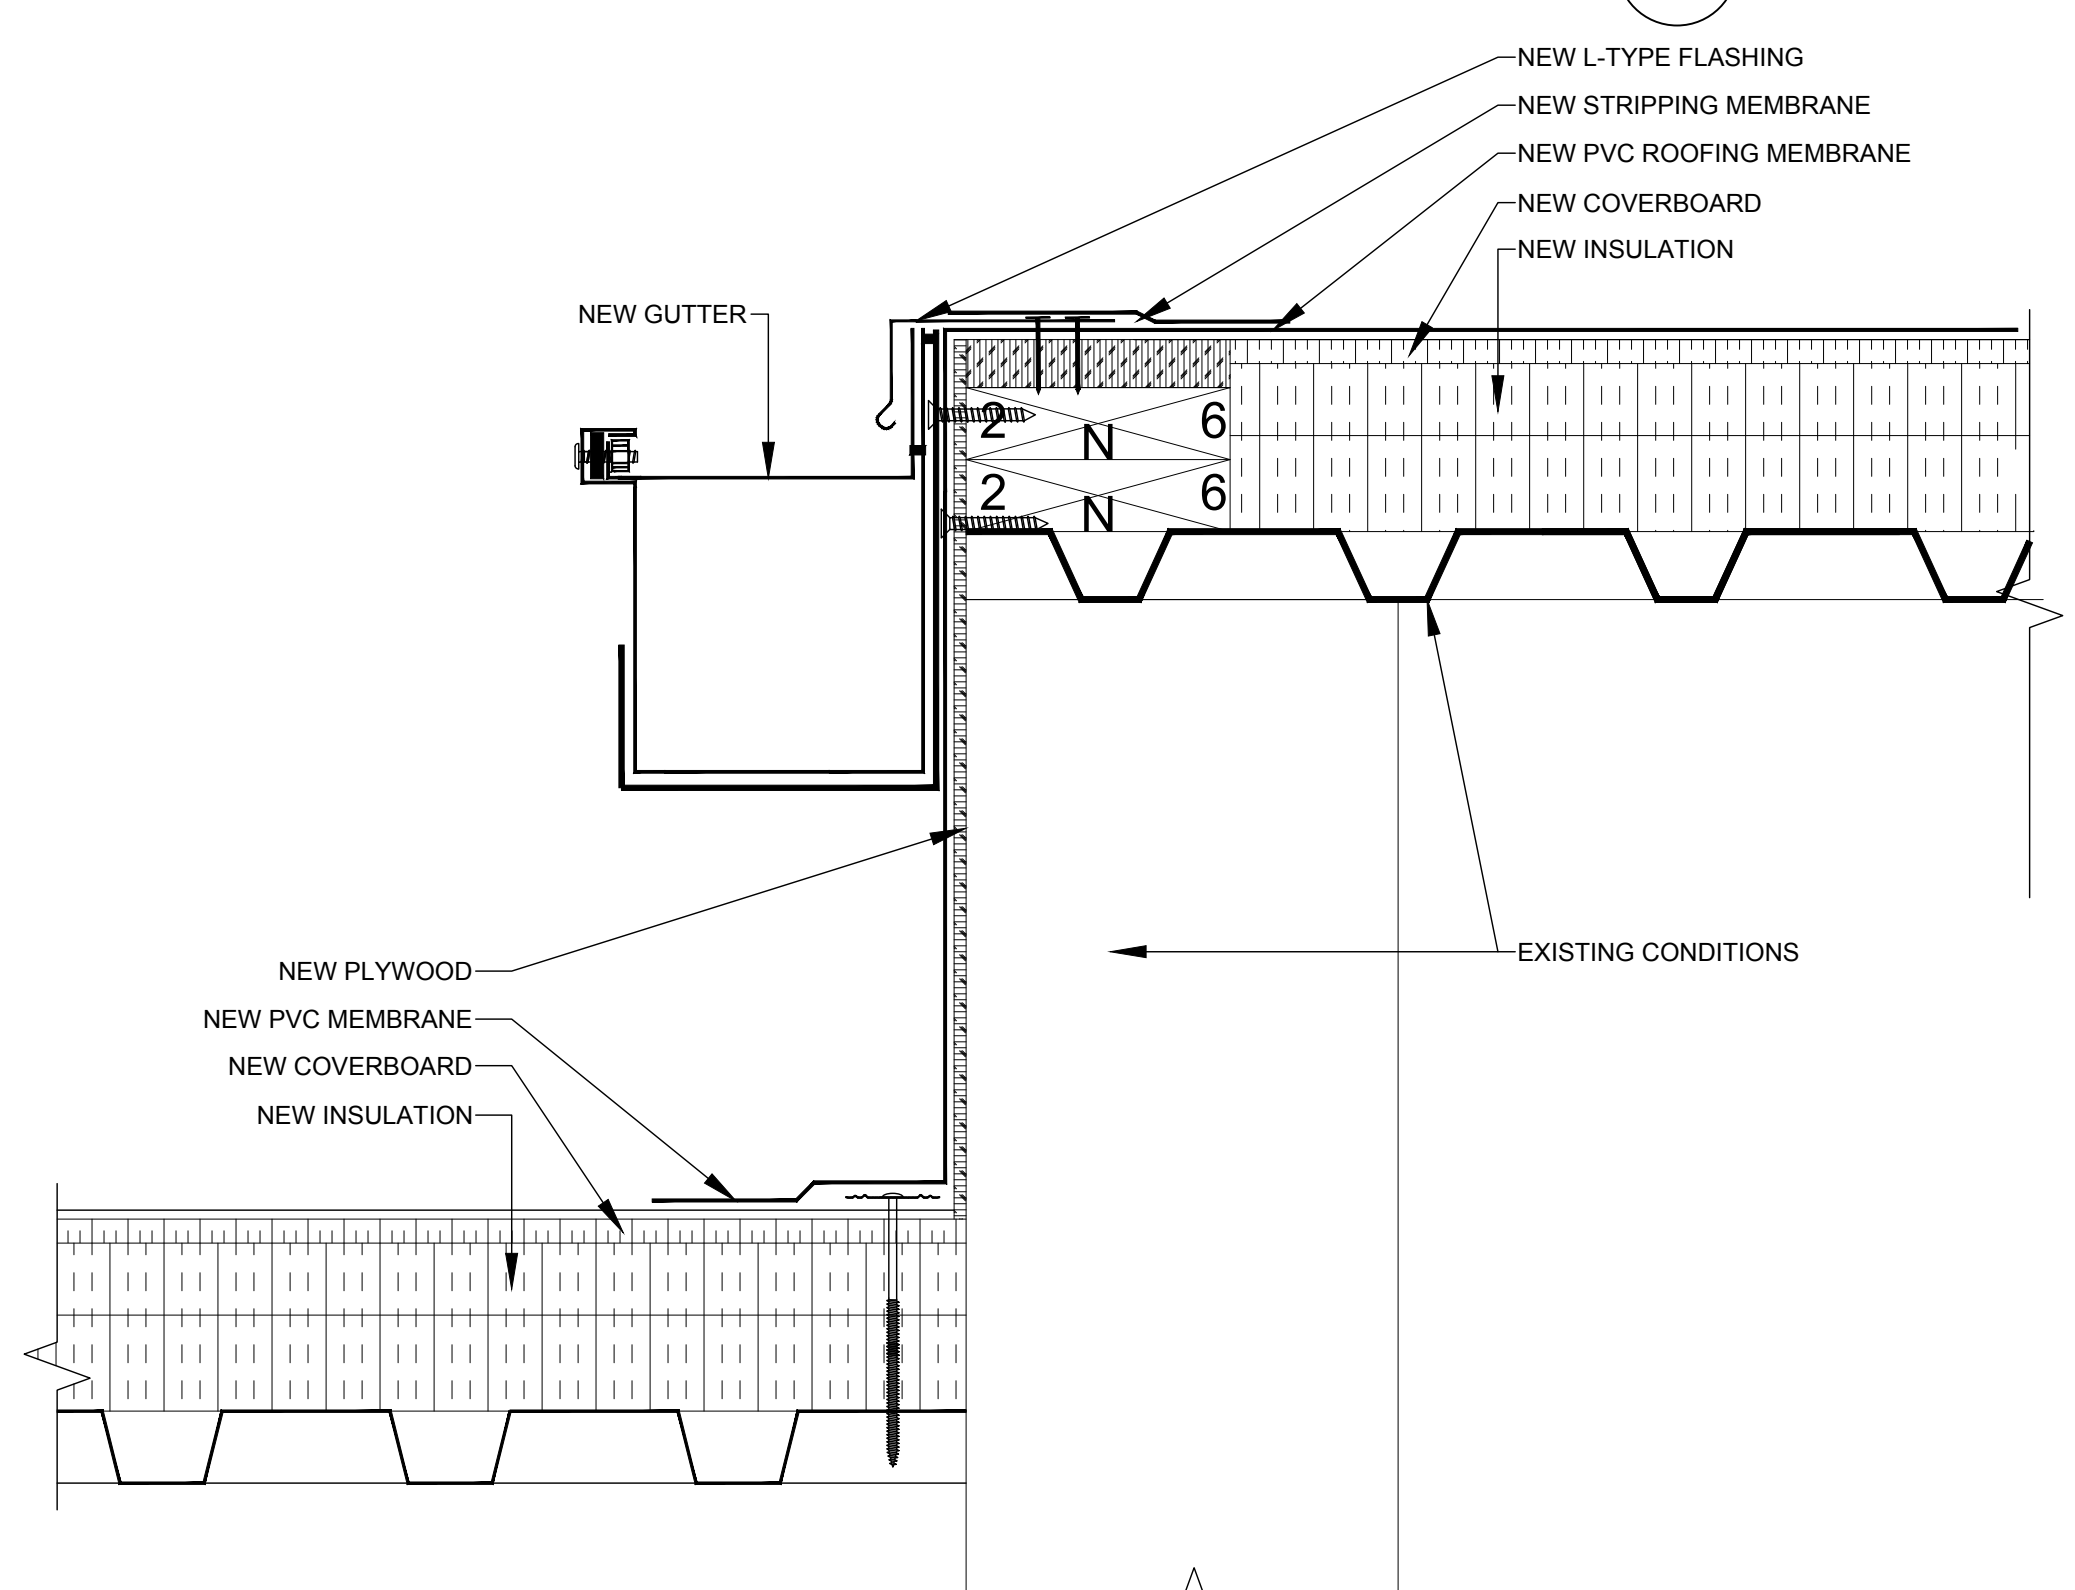 NEW L-TYPE FLASHING
NEW STRIPPING MEMBRANE
NEW PVC ROOFING MEMBRANE
NEW COVERBOARD
NEW INSULATION
NEW GUTTER
2 N 6
2 N 6
EXISTING CONDITIONS
NEW PLYWOOD
NEW PVC MEMBRANE
NEW COVERBOARD
NEW INSULATION